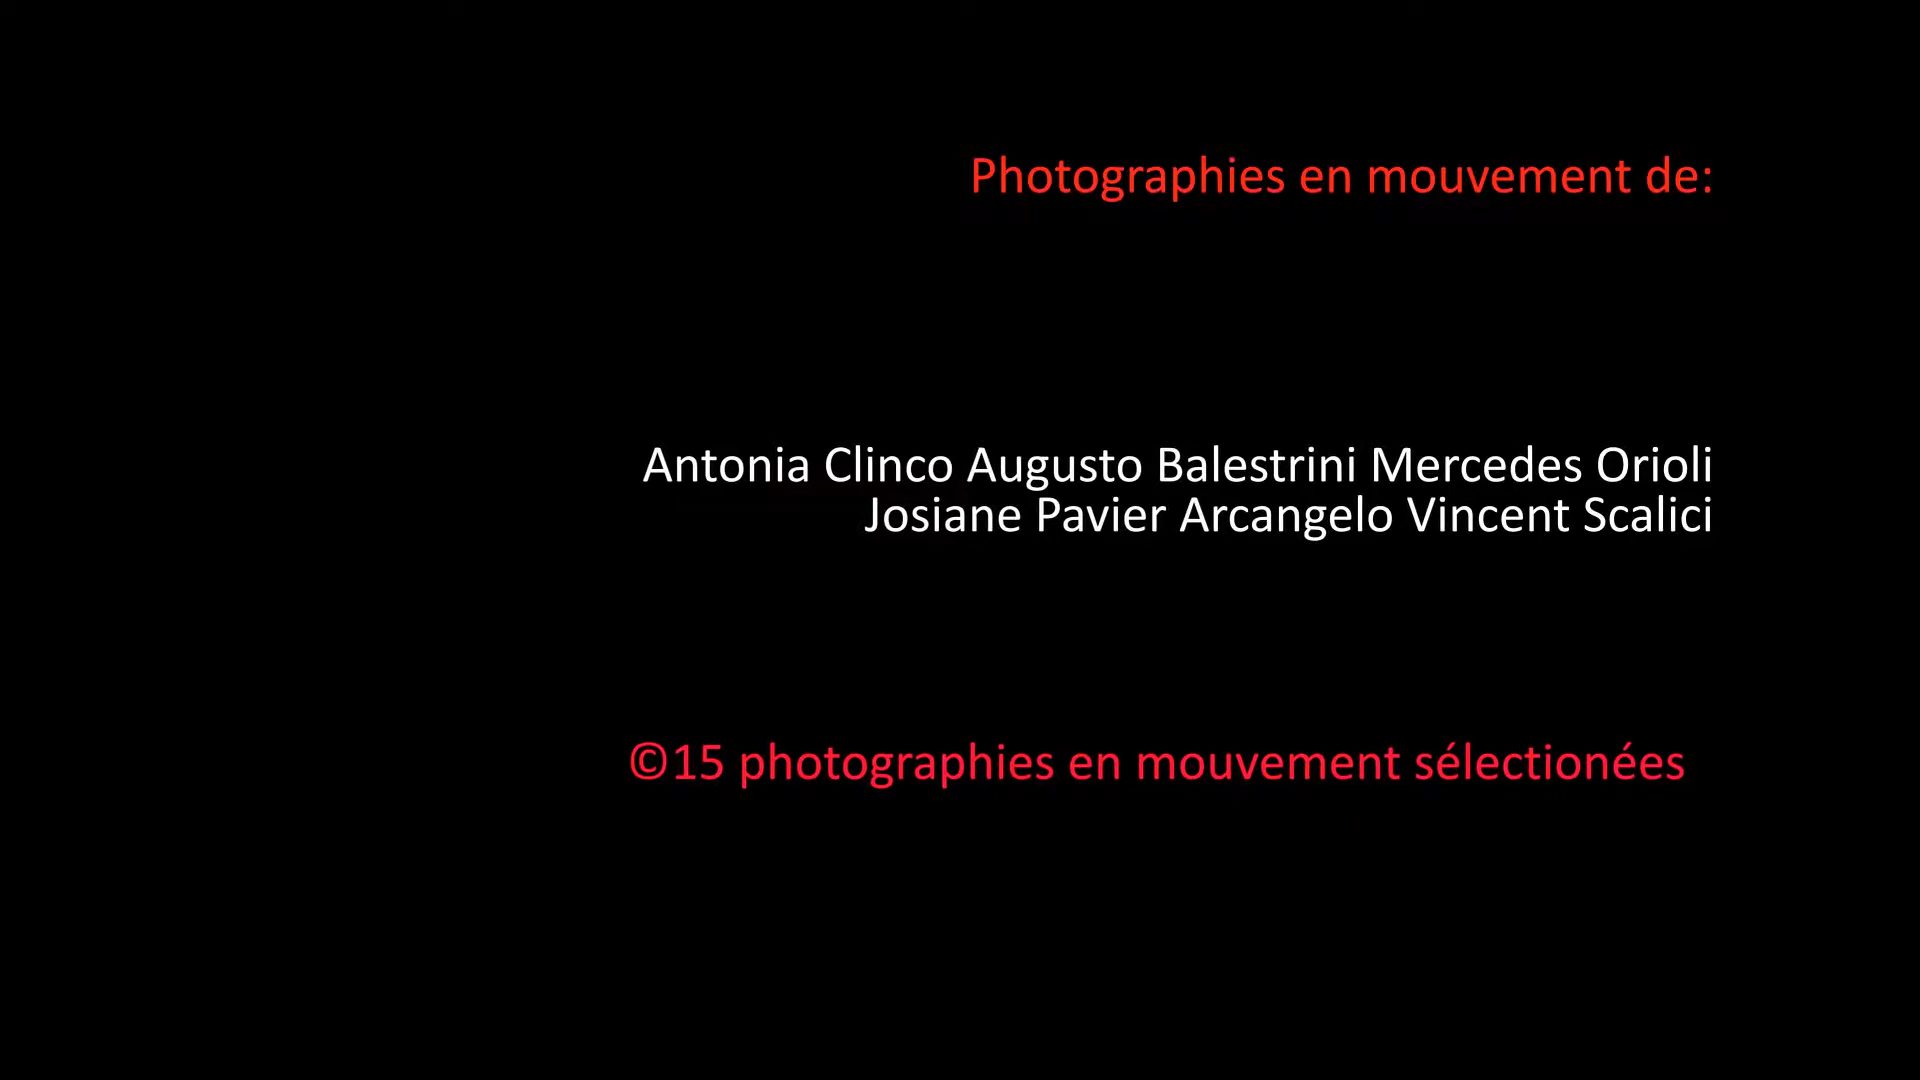 Photographies en mouvement de:
Antonia Clinco Augusto Balestrini Mercedes Orioli
Josiane Pavier Arcangelo Vincent Scalici
©15 photographies en mouvement sélectionées